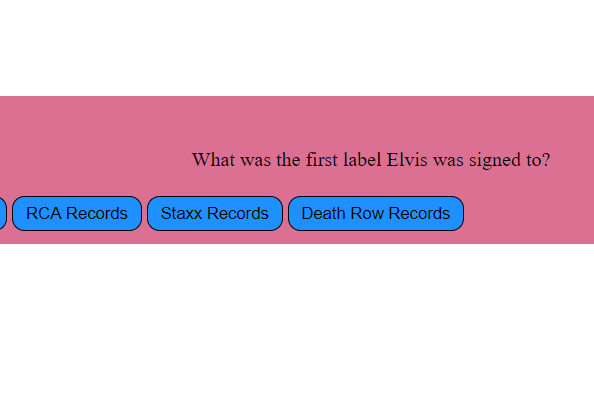 What was the first label Elvis was signed to?
RCA Records Staxx Records Death Row Records